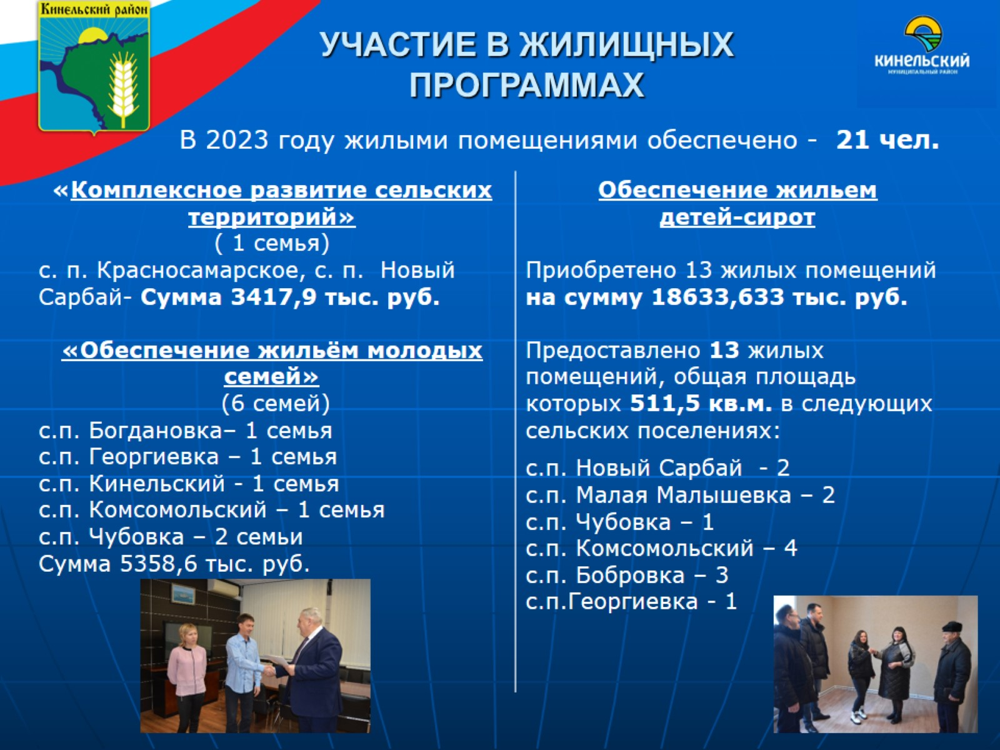 Кинельский район
УЧАСТИЕ В ЖИЛИЩНЫХ
ПРОГРАММАХ
КИНЕЛЬСКИЙ
МУНИЦИПАЛЬНЫЙ РАЙОН
В 2023 году жилыми помещениями обеспечено - 21 чел.
«Комплексное развитие сельских
территорий»
( 1 семья)
с. п. Красносамарское, с. п. Новый
Сарбай- Сумма 3417,9 тыс. руб.
«Обеспечение жильём молодых
семей»
(6 семей)
с.п. Богдановка– 1 семья
с.п. Георгиевка – 1 семья
с.п. Кинельский - 1 семья
с.п. Комсомольский – 1 семья
с.п. Чубовка – 2 семьи
Сумма 5358,6 тыс. руб.
Обеспечение жильем
детей-сирот
Приобретено 13 жилых помещений
на сумму 18633,633 тыс. руб.
Предоставлено 13 жилых
помещений, общая площадь
которых 511,5 кв.м. в следующих
сельских поселениях:
с.п. Новый Сарбай - 2
с.п. Малая Малышевка – 2
с.п. Чубовка – 1
с.п. Комсомольский – 4
с.п. Бобровка – 3
с.п.Георгиевка - 1